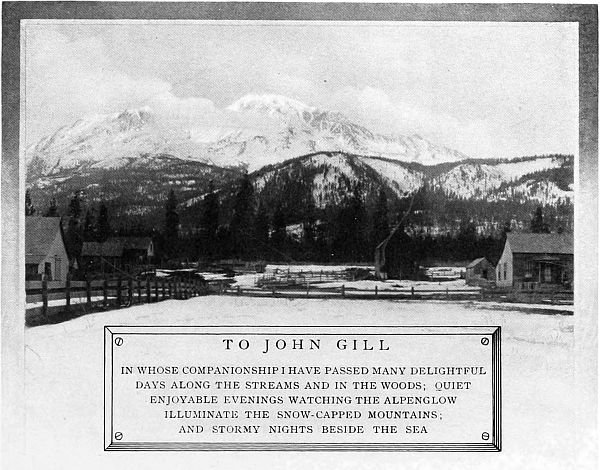 TO JOHN GILL
IN WHOSE COMPANIONSHIP I HAVE PASSED MANY DELIGHTFUL
DAYS ALONG THE STREAMS AND IN THE WOODS; QUIET
ENJOYABLE EVENINGS WATCHING THE ALPENGLOW
ILLUMINATE THE SNOW-CAPPED MOUNTAINS;
AND STORMY NIGHTS BESIDE THE SEA